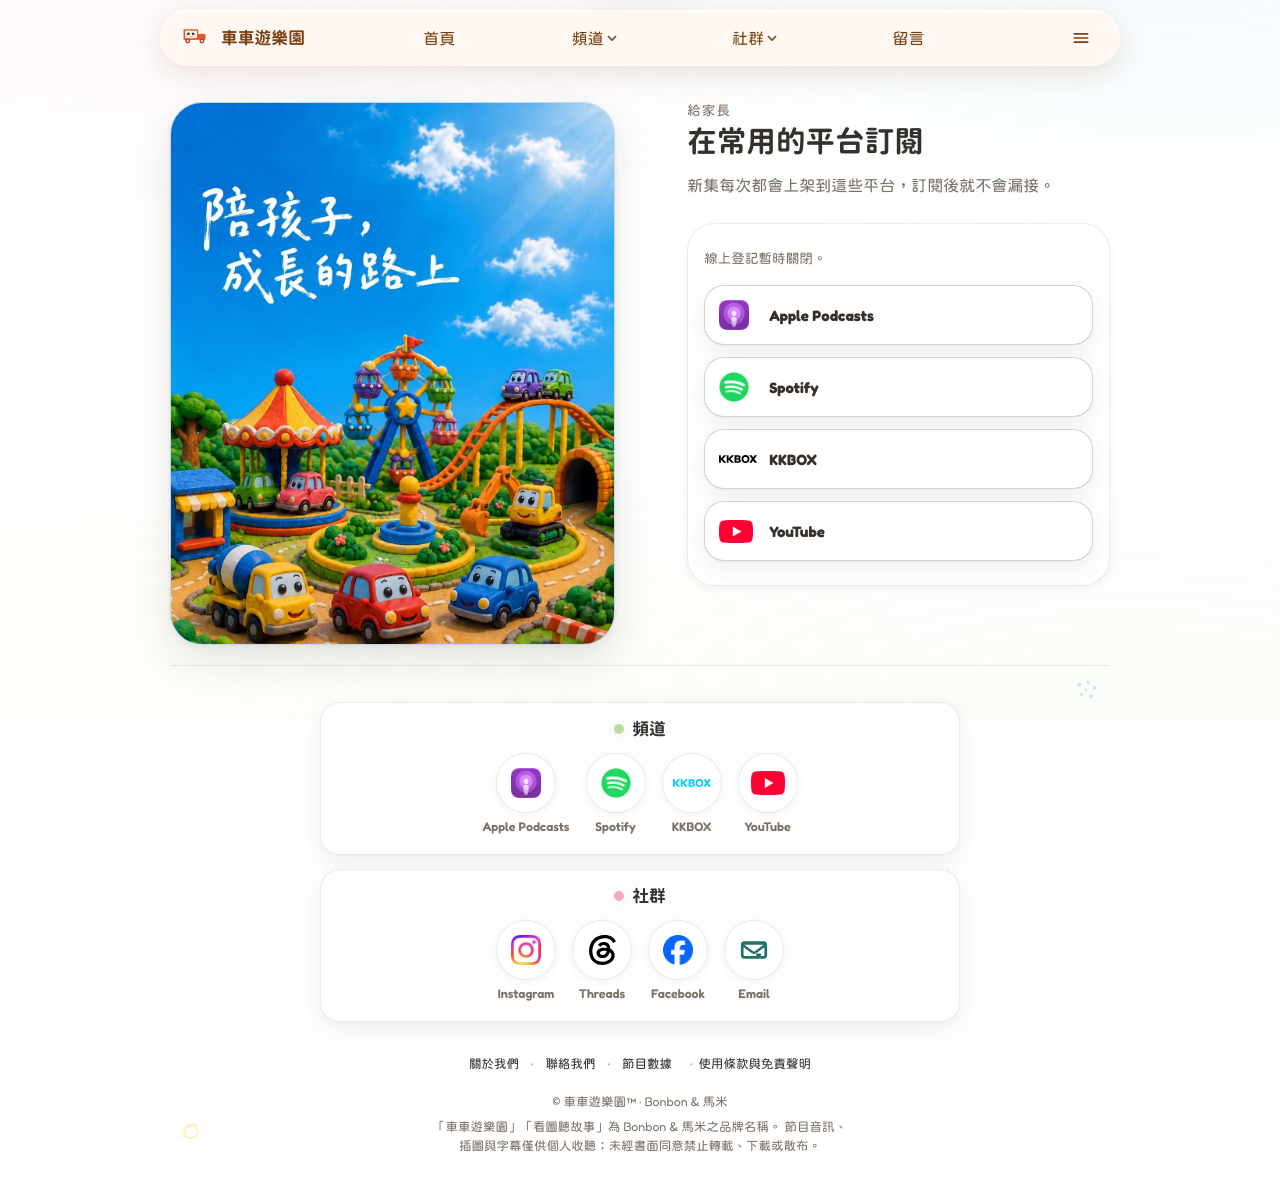 車車遊樂園
首頁
頻道
社群
留言
陪孩子，
成長的路上
給家長
在常用的平台訂閱
新集每次都會上架到這些平台，訂閱後就不會漏接。
線上登記暫時關閉。
Apple Podcasts
Spotify
KKBOX KKBOX
YouTube
頻道
KKBOX
Apple Podcasts
Spotify
KKBOX
YouTube
社群
Instagram
Threads
Facebook
Email
關於我們 · 聯絡我們 · 節目數據 · 使用條款與免責聲明
© 車車遊樂園™ · Bonbon & 馬米
「車車遊樂園」「看圖聽故事」為 Bonbon & 馬米之品牌名稱。 節目音訊、
插圖與字幕僅供個人收聽；未經書面同意禁止轉載、下載或散布。